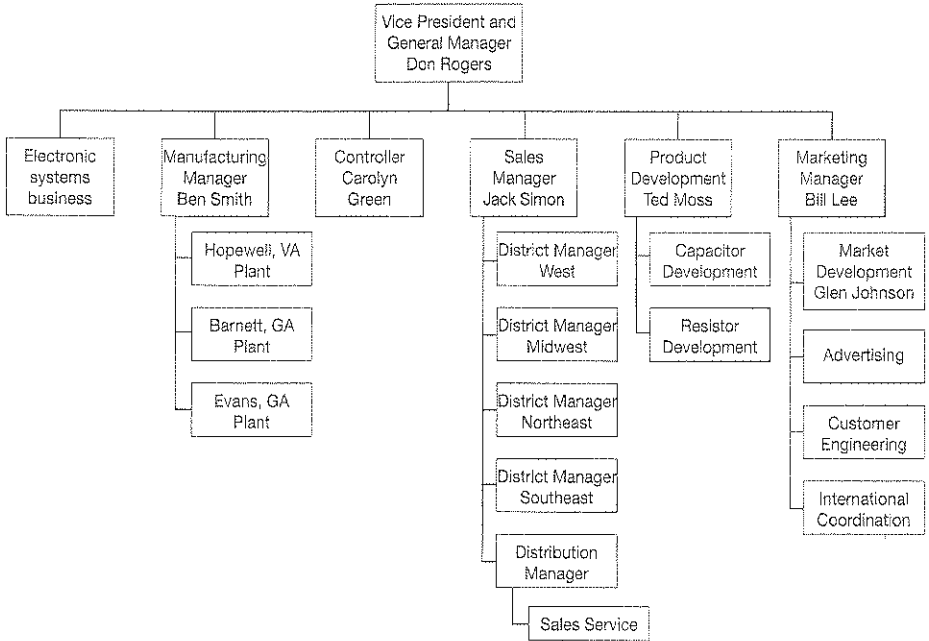 Vice President and
General Manager
Don Rogers
Electronic
systems
business
Manufacturing
Manager
Ben Smith
Controller
Carolyn
Green
Sales
Manager
Jack Simon
Product
Development
Ted Moss
Marketing
Manager
Bill Lee
Hopewell, VA
Plant
Barnett, GA
Plant
Evans, GA
Plant
District Manager
West
District Manager
Midwest
District Manager
Northeast
District Manager
Southeast
Distribution
Manager
Sales Service
Capacitor
Development
Resistor
Development
Market
Development
Glen Johnson
Advertising
Customer
Engineering
International
Coordination